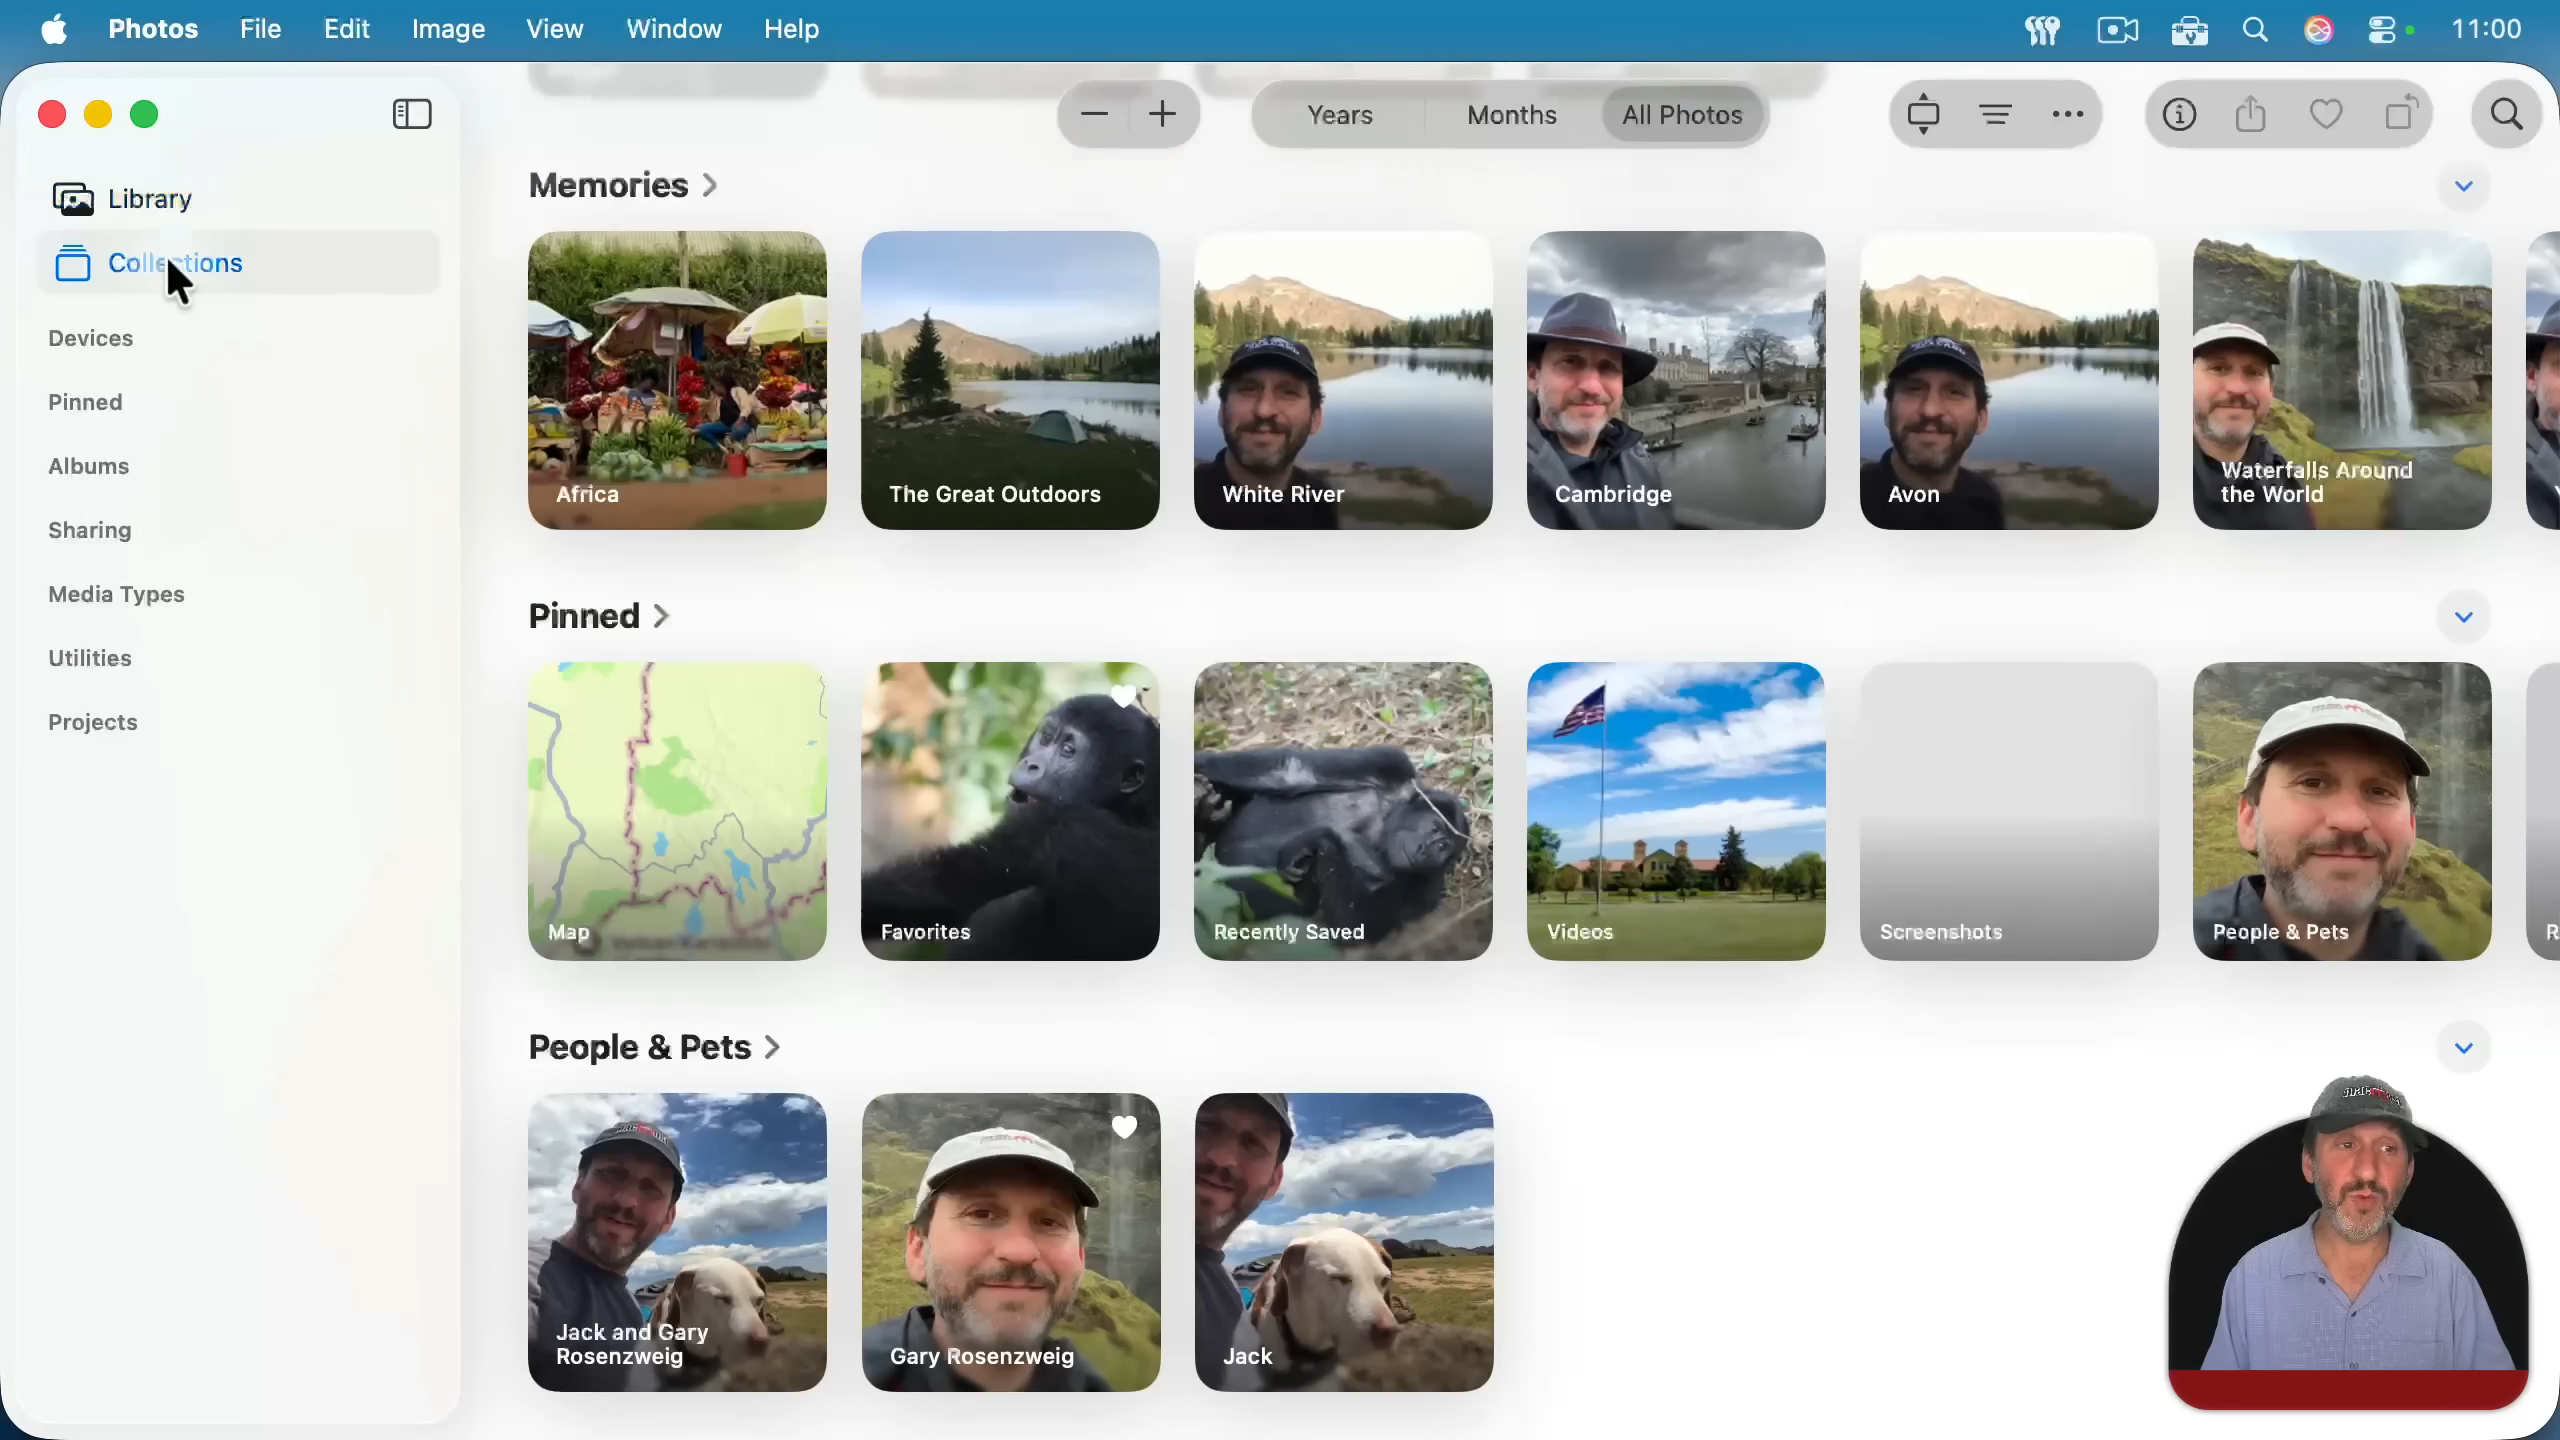 Photos File Edit Image View Window Help 11:00
Years Months All Photos
Library
Collections
Devices
Pinned
Albums
Sharing
Media Types
Utilities
Projects
Memories
Africa
The Great Outdoors
White River
Cambridge
Avon
Waterfalls Around
the World
Pinned
Map
Favorites
Recently Saved
Videos
Screenshots
People & Pets
R
People & Pets
Jack and Gary
Rosenzweig
Gary Rosenzweig
Jack